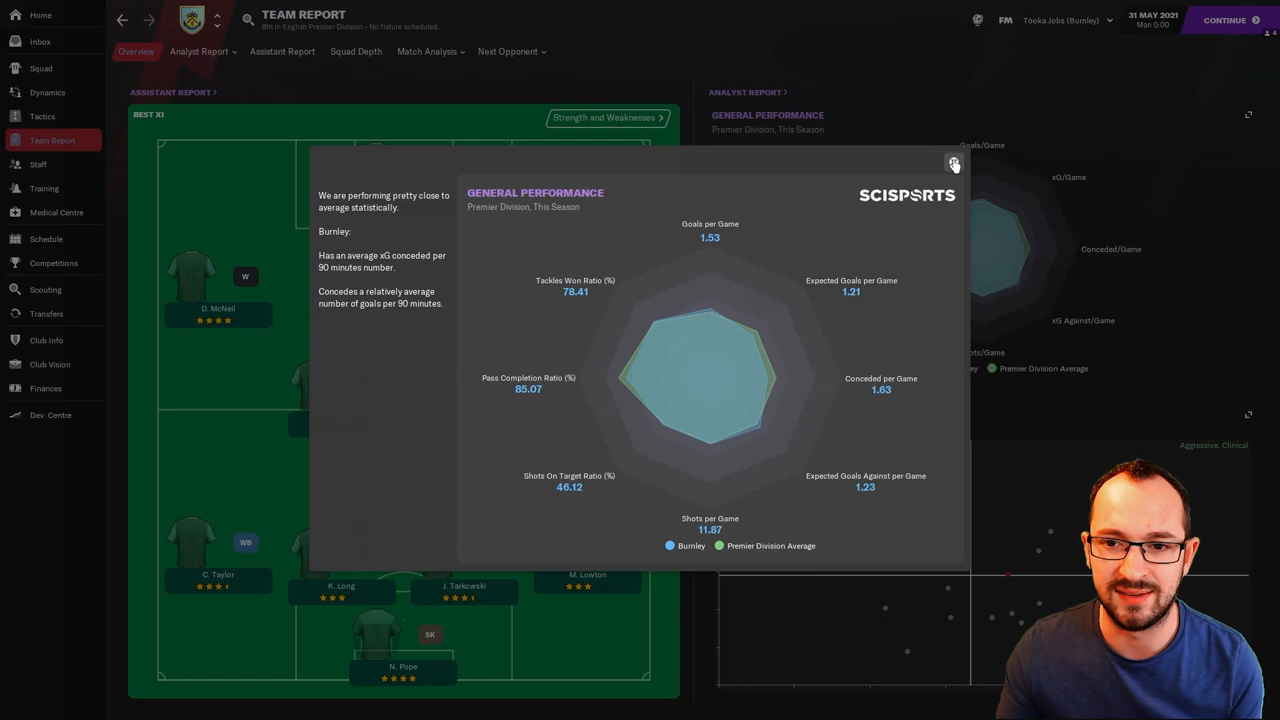 Home
Inbox
Squad
Dynamics
Tactics
Team Report
Staff
Training
Medical Centre
Schedule
Competitions
Scouting
Transfers
Club Info
Club Vision
Finances
Dev. Centre
TEAM REPORT
8th in English Premier Division - No fixture scheduled.
FM
Tooka Jobs (Burnley)
31 MAY 2021
Mon 0:00
CONTINUE
4
Overview
Analyst Report
Assistant Report
Squad Depth
Match Analysis
Next Opponent
ASSISTANT REPORT >
BEST XI
Strength and Weaknesses
W
D. McNeil
WB
C. Taylor
K. Long
J. Tarkowski
M. Lowton
SK
N. Pope
ANALYST REPORT >
GENERAL PERFORMANCE
Premier Division, This Season
Goals/Game
xG/Game
Conceded/Game
xG Against/Game
Premier Division Average
Aggressive, Clinical
We are performing pretty close to
average statistically.
Burnley:
Has an average xG conceded per
90 minutes number.
Concedes a relatively average
number of goals per 90 minutes.
GENERAL PERFORMANCE
Premier Division, This Season
SCISPORTS
Goals per Game
1.53
Expected Goals per Game
1.21
Conceded per Game
1.63
Expected Goals Against per Game
1.23
Shots per Game
11.87
Shots On Target Ratio (%)
46.12
Pass Completion Ratio (%)
85.07
Tackles Won Ratio (%)
78.41
Burnley
Premier Division Average